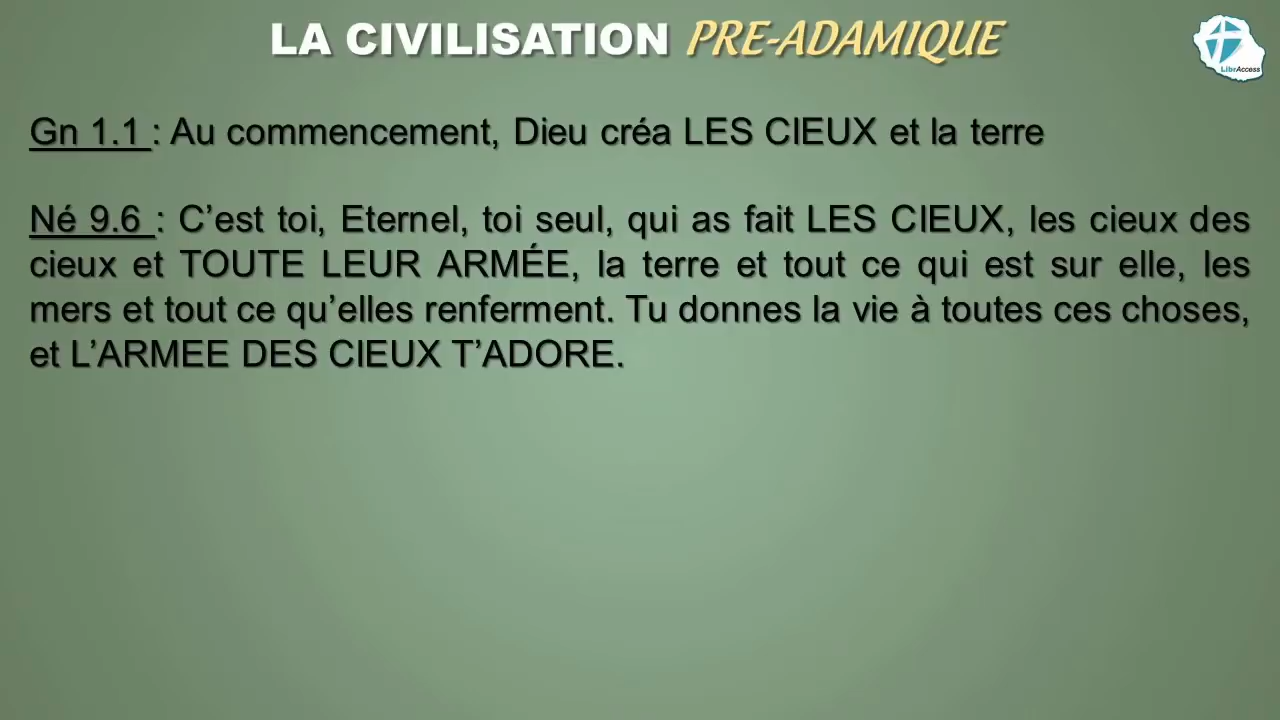 LA CIVILISATION PRE-ADAMIQUE
LibrAccess
Gn 1.1 : Au commencement, Dieu créa LES CIEUX et la terre
Né 9.6 : C’est toi, Eternel, toi seul, qui as fait LES CIEUX, les cieux des
cieux et TOUTE LEUR ARMÉE, la terre et tout ce qui est sur elle, les
mers et tout ce qu’elles renferment. Tu donnes la vie à toutes ces choses,
et L’ARMEE DES CIEUX T’ADORE.